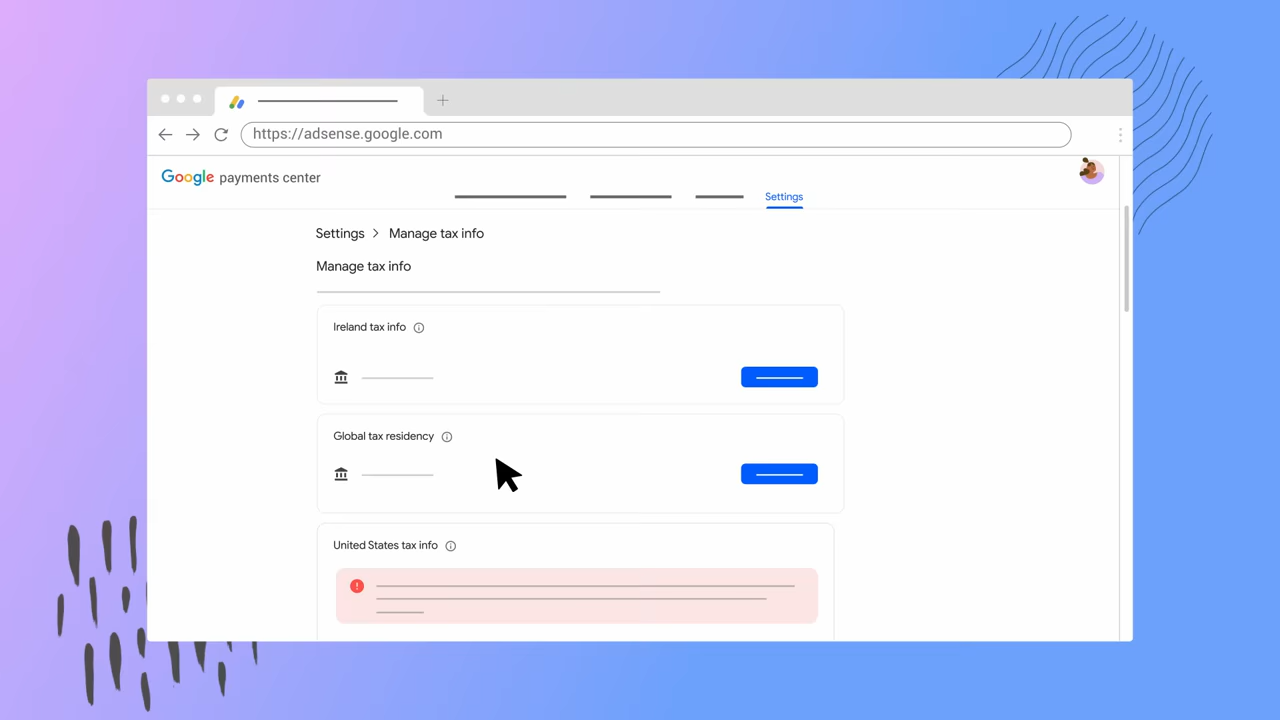 https://adsense.google.com
Google payments center
Settings
Settings > Manage tax info
Manage tax info
Ireland tax info
Global tax residency
United States tax info